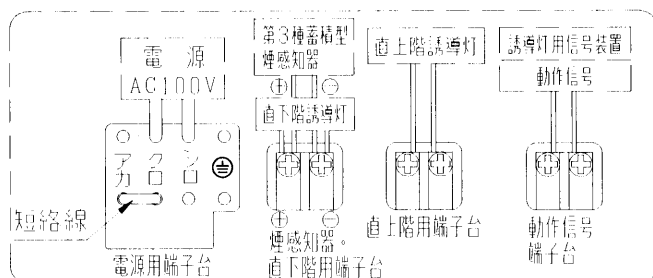 電源
AC100V
アカ
クロ
シロ
短絡線
電源用端子台
第3種蓄積型
煙感知器
⊕ ⊖
直下階誘導灯
⊕ ⊖
煙感知器。
直下階用端子台
直上階誘導灯
直上階用端子台
誘導灯用信号装置
動作信号
動作信号
端子台